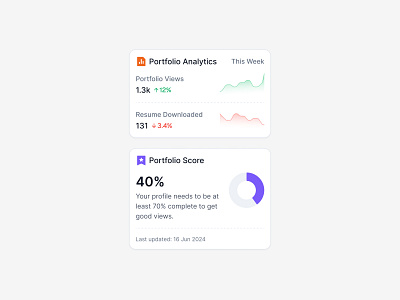 Portfolio Analytics This Week
Portfolio Views
1.3k ↑ 12%
Resume Downloaded
131 ↓ 3.4%
Portfolio Score
40%
Your profile needs to be at
least 70% complete to get
good views.
Last updated: 16 Jun 2024